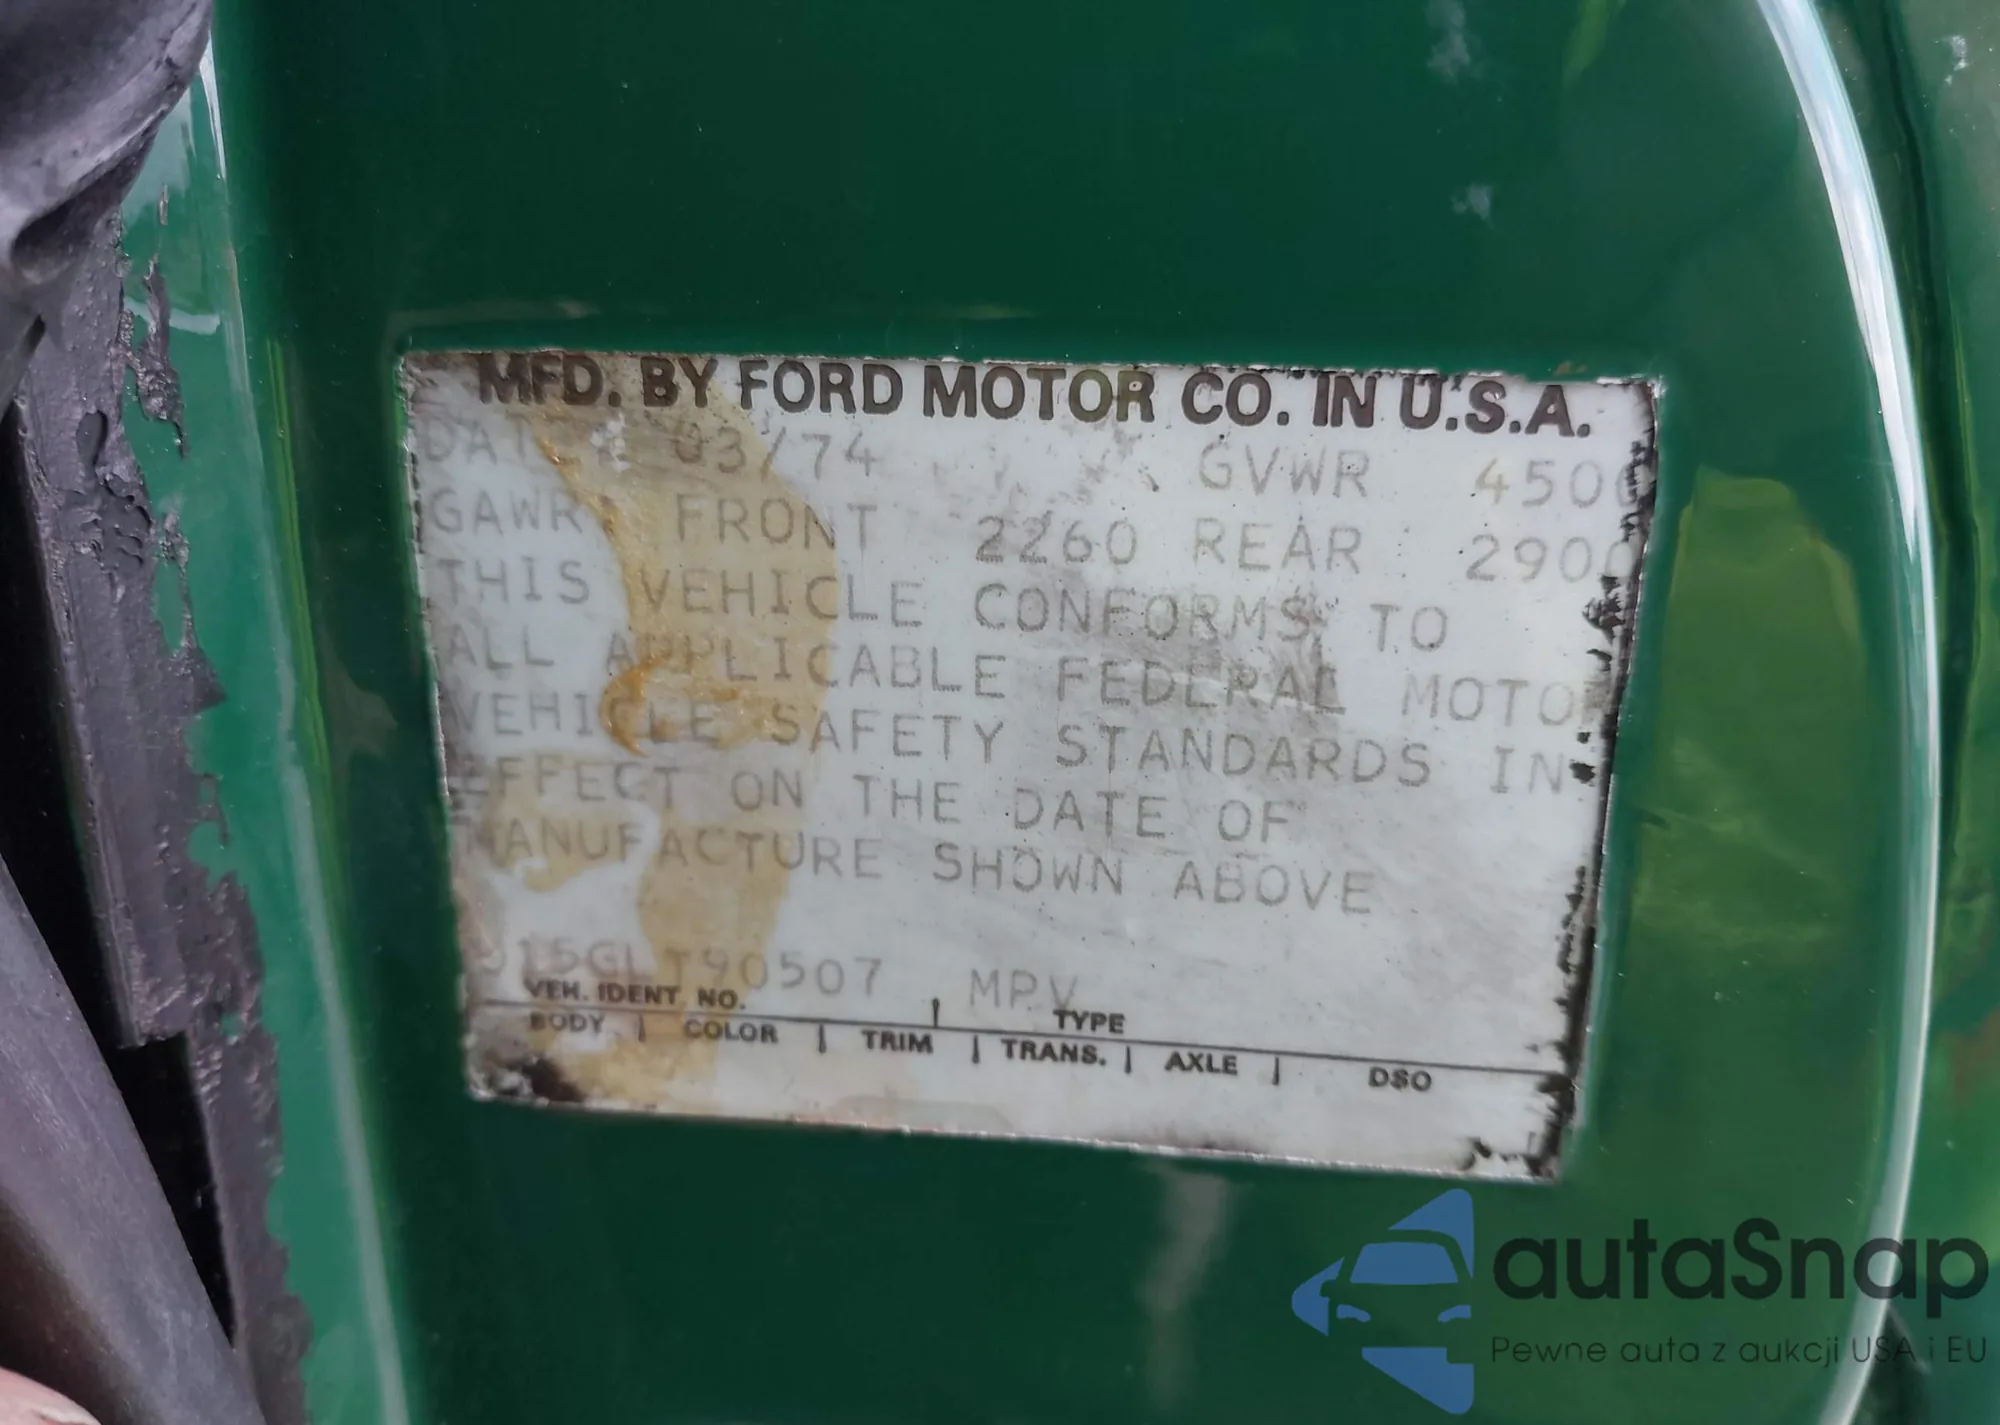 MFD. BY FORD MOTOR CO. IN U.S.A.
DATE: 03/74 GVWR 4500
GAWR: FRONT 2260 REAR: 2900
THIS VEHICLE CONFORMS TO
ALL APPLICABLE FEDERAL MOTOR
VEHICLE SAFETY STANDARDS IN
EFFECT ON THE DATE OF
MANUFACTURE SHOWN ABOVE
U15GLT90507 MPV
VEH. IDENT. NO. TYPE
BODY | COLOR | TRIM | TRANS. | AXLE | DSO
autaSnap
Pewne auta z aukcji USA i EU